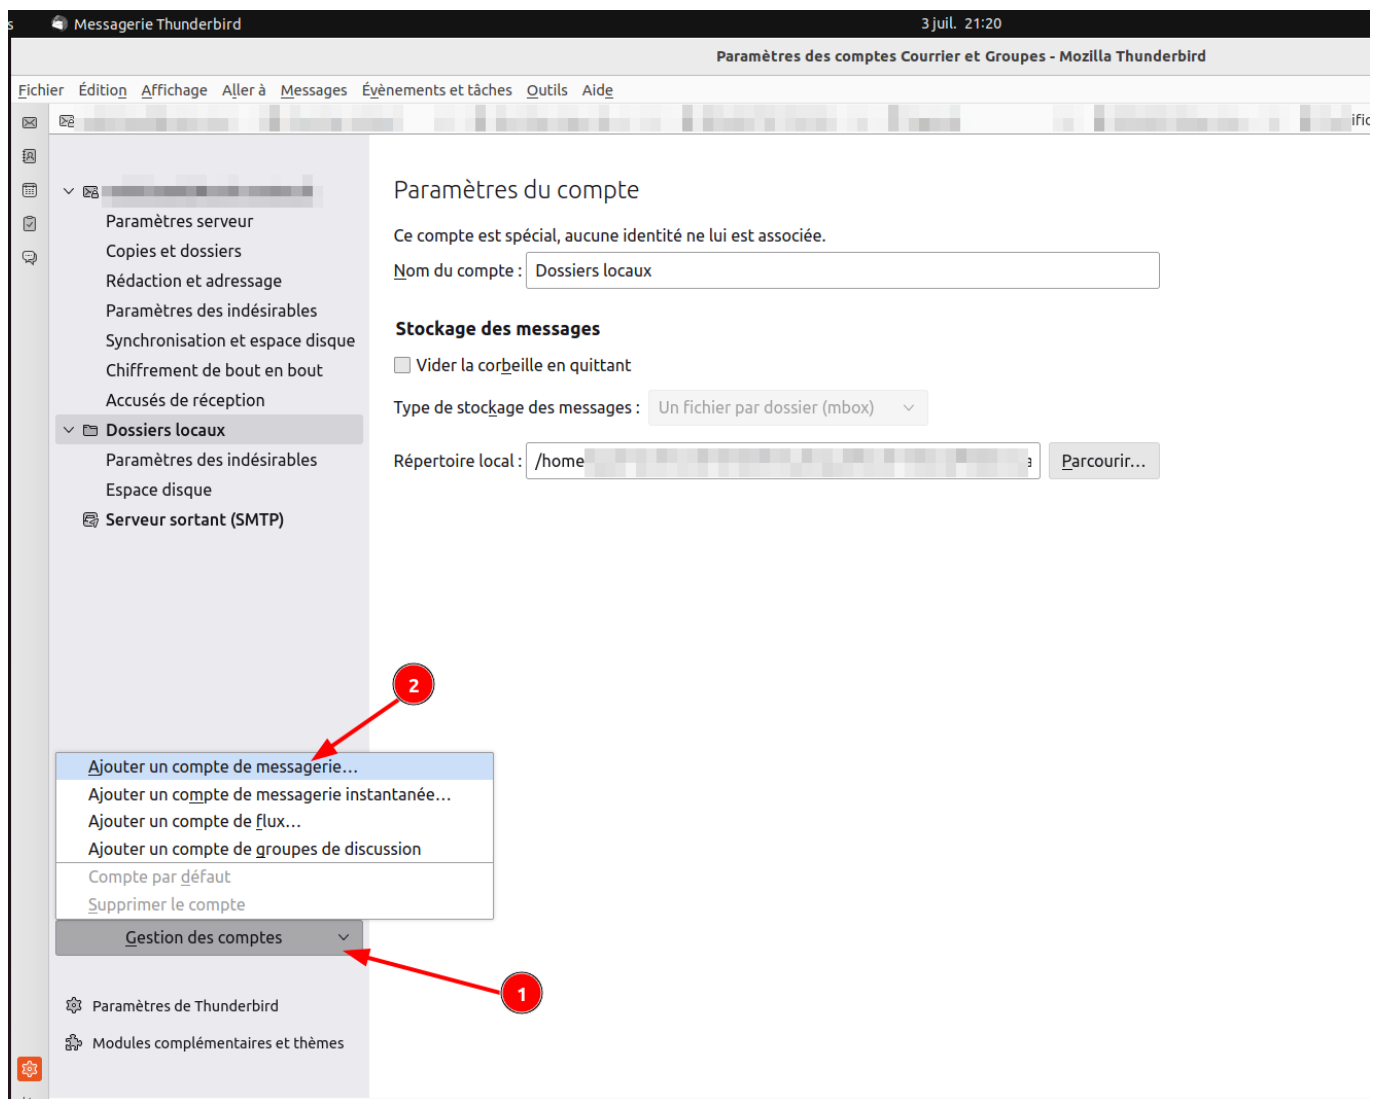 s Messagerie Thunderbird 3 juil. 21:20
Paramètres des comptes Courrier et Groupes - Mozilla Thunderbird
Fichier Édition Affichage Aller à Messages Évènements et tâches Outils Aide
Paramètres du compte
Paramètres serveur
Ce compte est spécial, aucune identité ne lui est associée.
Copies et dossiers
Nom du compte : Dossiers locaux
Rédaction et adressage
Paramètres des indésirables
Stockage des messages
Synchronisation et espace disque
Vider la corbeille en quittant
Chiffrement de bout en bout
Accusés de réception
Type de stockage des messages : Un fichier par dossier (mbox)
Dossiers locaux
Paramètres des indésirables
Répertoire local : /home Parcourir...
Espace disque
Serveur sortant (SMTP)
2
Ajouter un compte de messagerie...
Ajouter un compte de messagerie instantanée...
Ajouter un compte de flux...
Ajouter un compte de groupes de discussion
Compte par défaut
Supprimer le compte
Gestion des comptes
1
Paramètres de Thunderbird
Modules complémentaires et thèmes